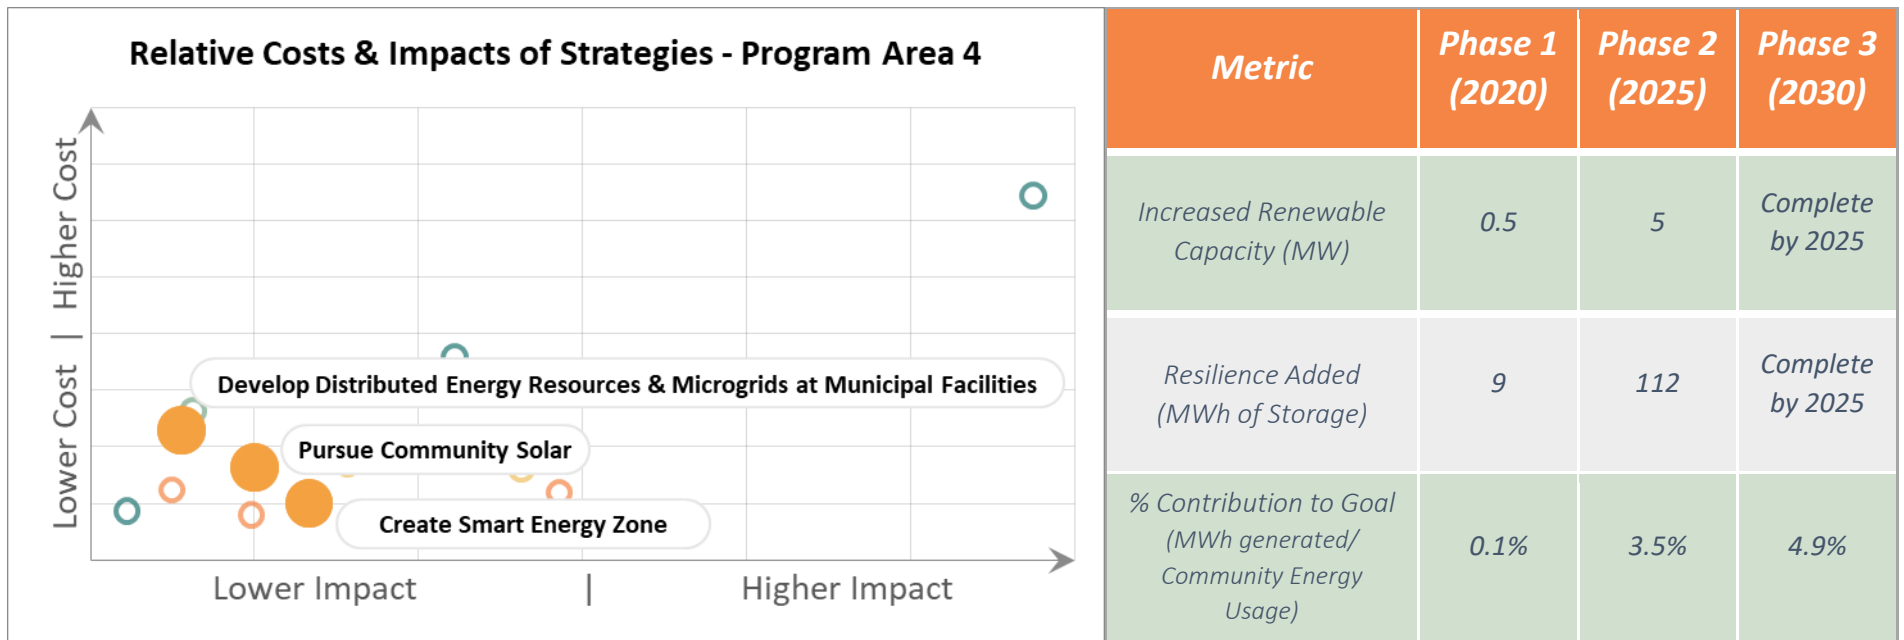 Relative Costs & Impacts of Strategies - Program Area 4
Lower Cost | Higher Cost
Develop Distributed Energy Resources & Microgrids at Municipal Facilities
Pursue Community Solar
Create Smart Energy Zone
Lower Impact | Higher Impact
Metric
Phase 1
(2020)
Phase 2
(2025)
Phase 3
(2030)
Increased Renewable
Capacity (MW)
0.5
5
Complete
by 2025
Resilience Added
(MWh of Storage)
9
112
Complete
by 2025
% Contribution to Goal
(MWh generated/
Community Energy
Usage)
0.1%
3.5%
4.9%